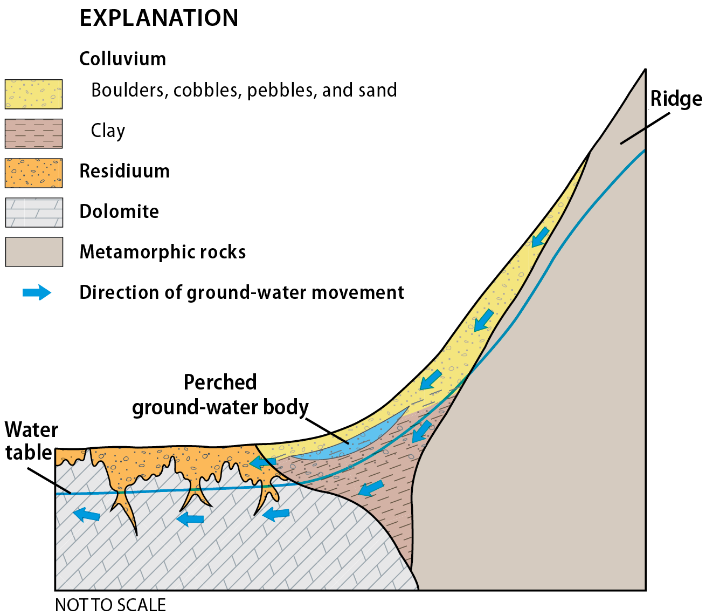 EXPLANATION
Colluvium
Boulders, cobbles, pebbles, and sand
Clay
Residiuum
Dolomite
Metamorphic rocks
Direction of ground-water movement
Ridge
Perched
ground-water body
Water
table
NOT TO SCALE